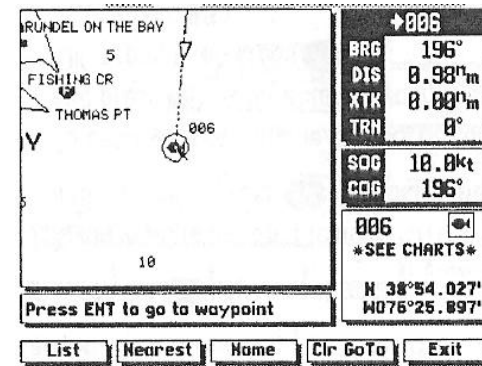 RUNDEL ON THE BAY
5
FISHING CR
THOMAS PT
Y
006
10
Press ENT to go to waypoint
006
BRG 196°
DIS 0.98nm
XTK 0.00nm
TRN 0°
SOG 10.0kt
COG 196°
006
*SEE CHARTS*
N 38°54.027'
W076°25.897'
List Nearest Name Clr GoTo Exit